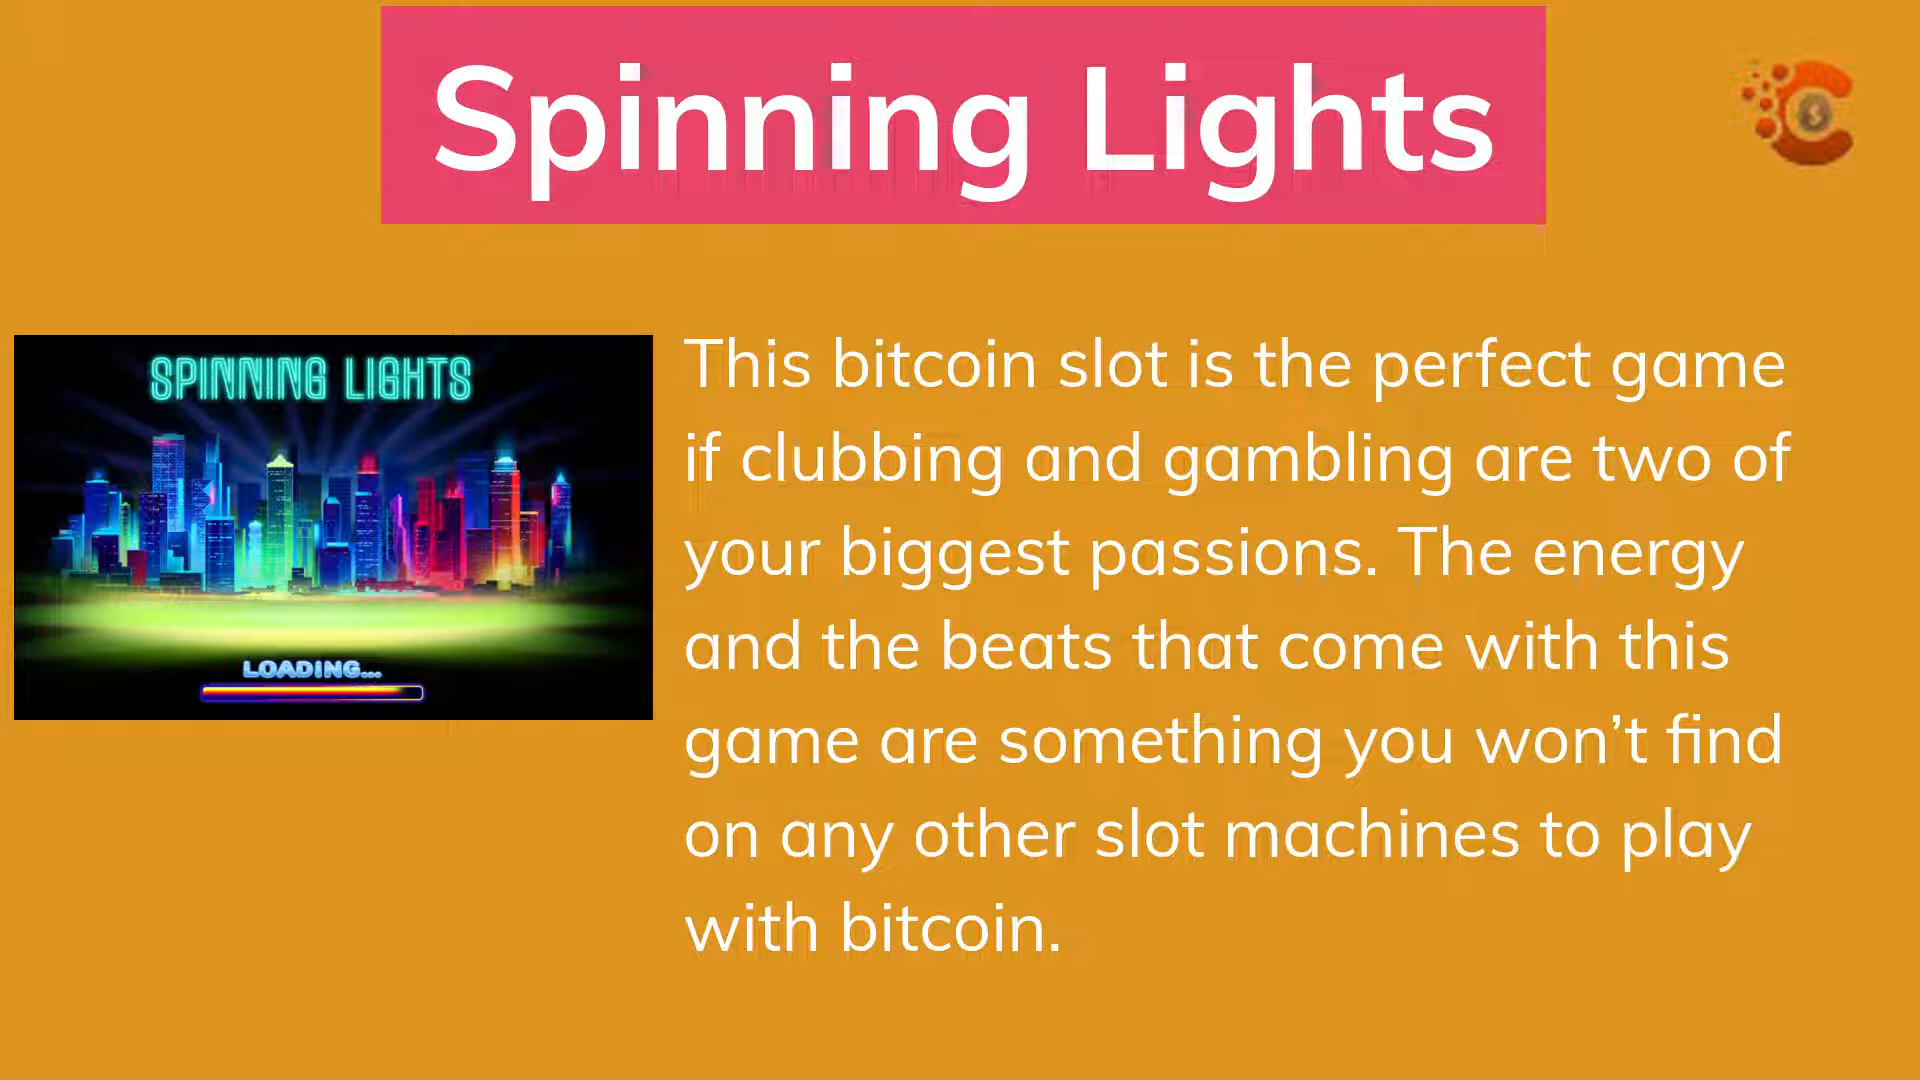 Spinning Lights
SPINNING LIGHTS
LOADING...
This bitcoin slot is the perfect game
if clubbing and gambling are two of
your biggest passions. The energy
and the beats that come with this
game are something you won’t find
on any other slot machines to play
with bitcoin.